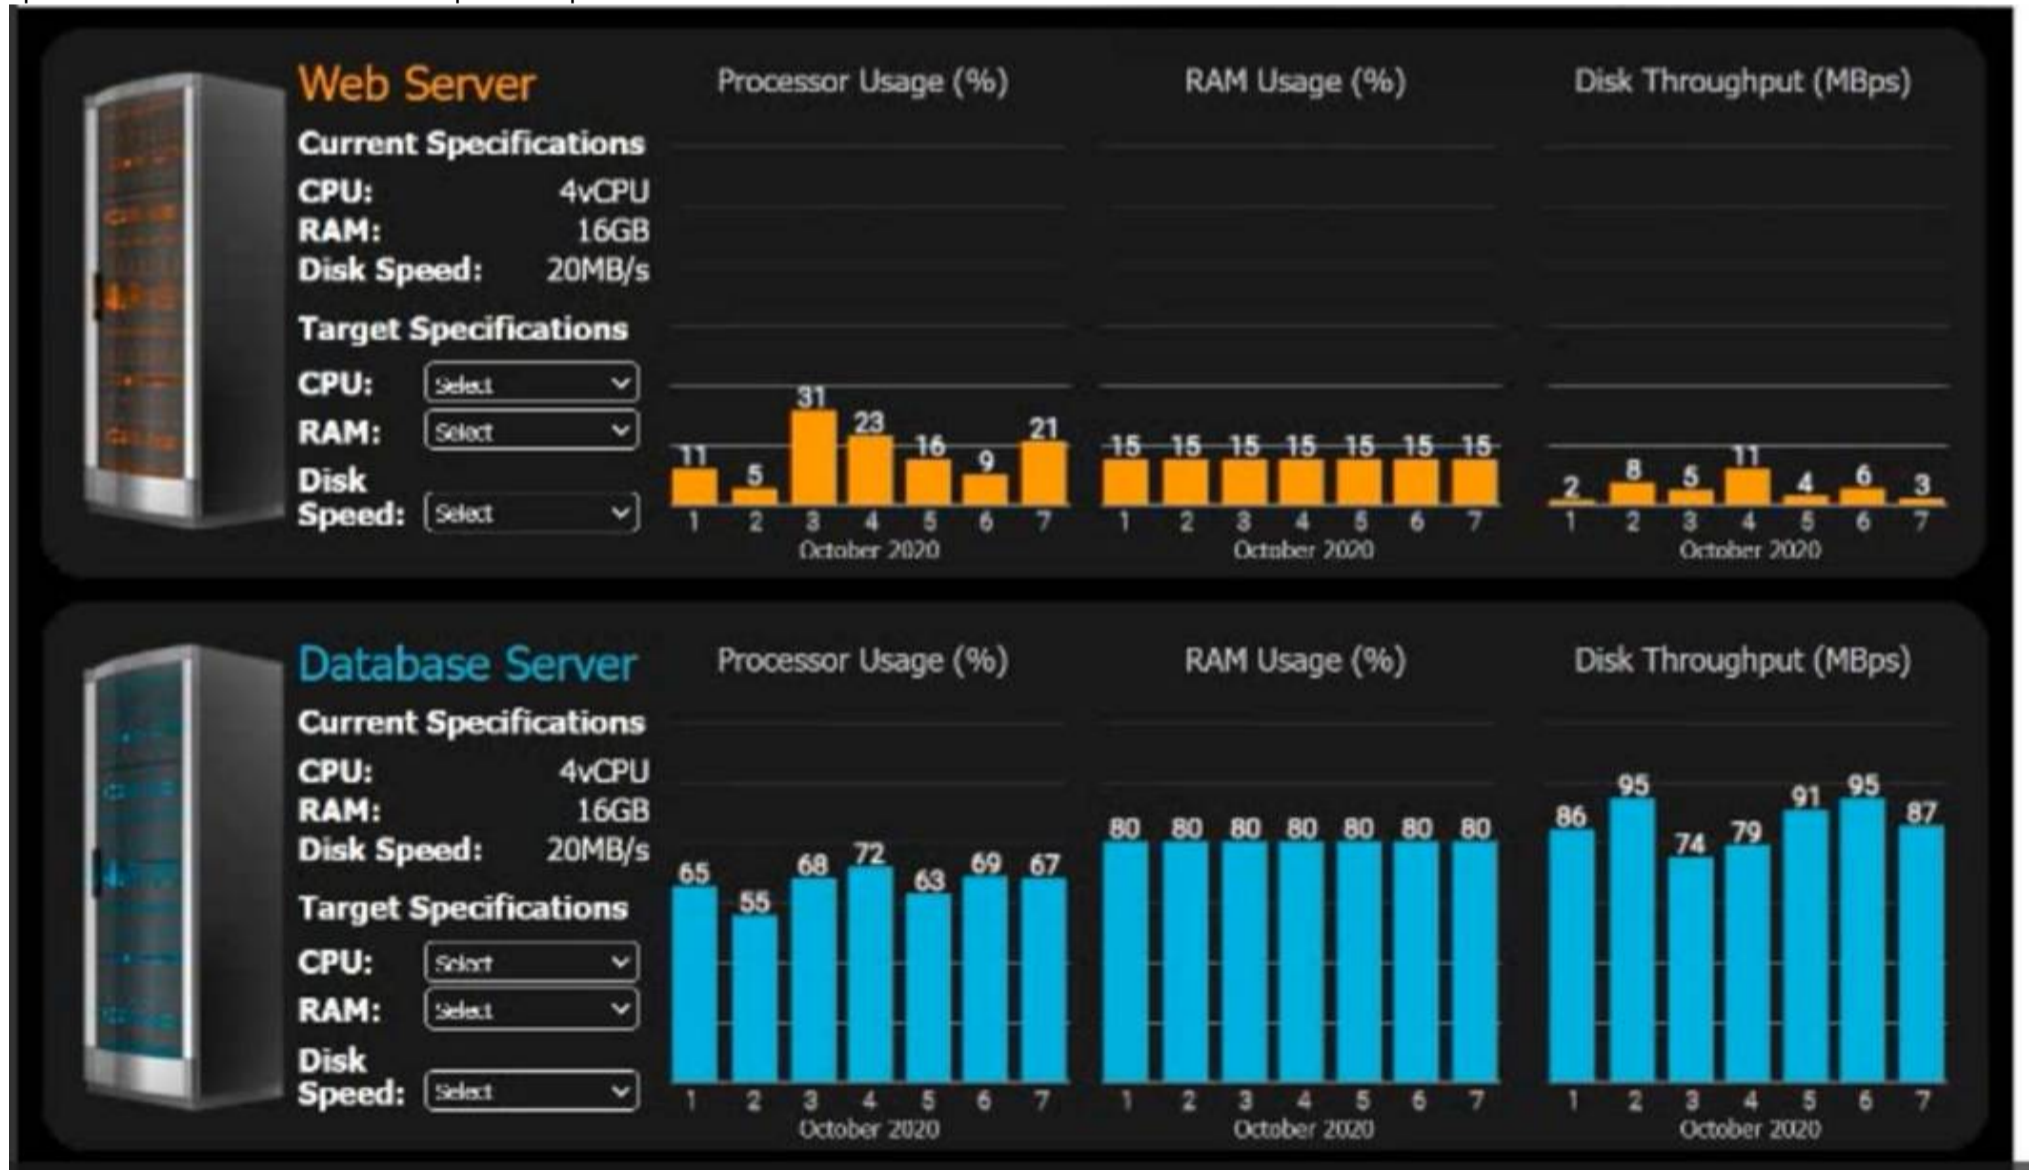 Web Server
Current Specifications
CPU: 4vCPU
RAM: 16GB
Disk Speed: 20MB/s
Target Specifications
CPU: Select
RAM: Select
Disk
Speed: Select
Processor Usage (%)
11 5 31 23 16 9 21
1 2 3 4 5 6 7
October 2020
RAM Usage (%)
15 15 15 15 15 15 15
1 2 3 4 5 6 7
October 2020
Disk Throughput (MBps)
2 8 5 11 4 6 3
1 2 3 4 5 6 7
October 2020
Database Server
Current Specifications
CPU: 4vCPU
RAM: 16GB
Disk Speed: 20MB/s
Target Specifications
CPU: Select
RAM: Select
Disk
Speed: Select
Processor Usage (%)
65 55 68 72 63 69 67
1 2 3 4 5 6 7
October 2020
RAM Usage (%)
80 80 80 80 80 80 80
1 2 3 4 5 6 7
October 2020
Disk Throughput (MBps)
86 95 74 79 91 95 87
1 2 3 4 5 6 7
October 2020